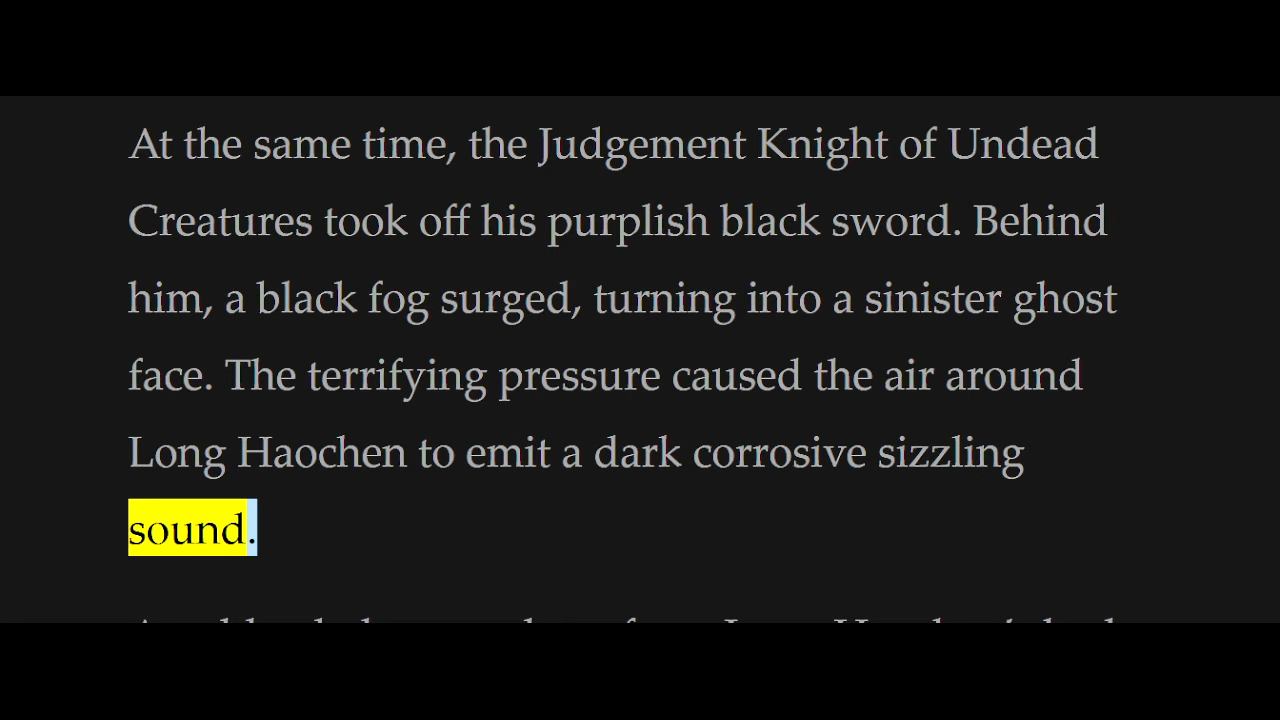 At the same time, the Judgement Knight of Undead
Creatures took off his purplish black sword. Behind
him, a black fog surged, turning into a sinister ghost
face. The terrifying pressure caused the air around
Long Haochen to emit a dark corrosive sizzling
sound.